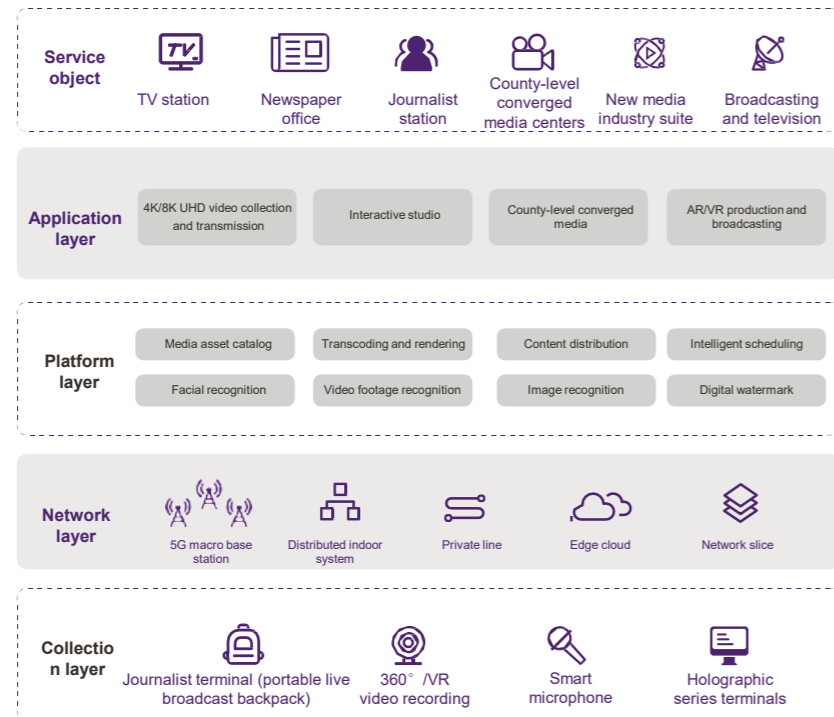 Service
object
TV
TV station
Newspaper
office
Journalist
station
County-level
converged
media centers
New media
industry suite
Broadcasting
and television
Application
layer
4K/8K UHD video collection
and transmission
Interactive studio
County-level converged
media
AR/VR production and
broadcasting
Platform
layer
Media asset catalog
Transcoding and rendering
Content distribution
Intelligent scheduling
Facial recognition
Video footage recognition
Image recognition
Digital watermark
Network
layer
5G macro base
station
Distributed indoor
system
Private line
Edge cloud
Network slice
Collectio
n layer
Journalist terminal (portable live
broadcast backpack)
360° /VR
video recording
Smart
microphone
Holographic
series terminals